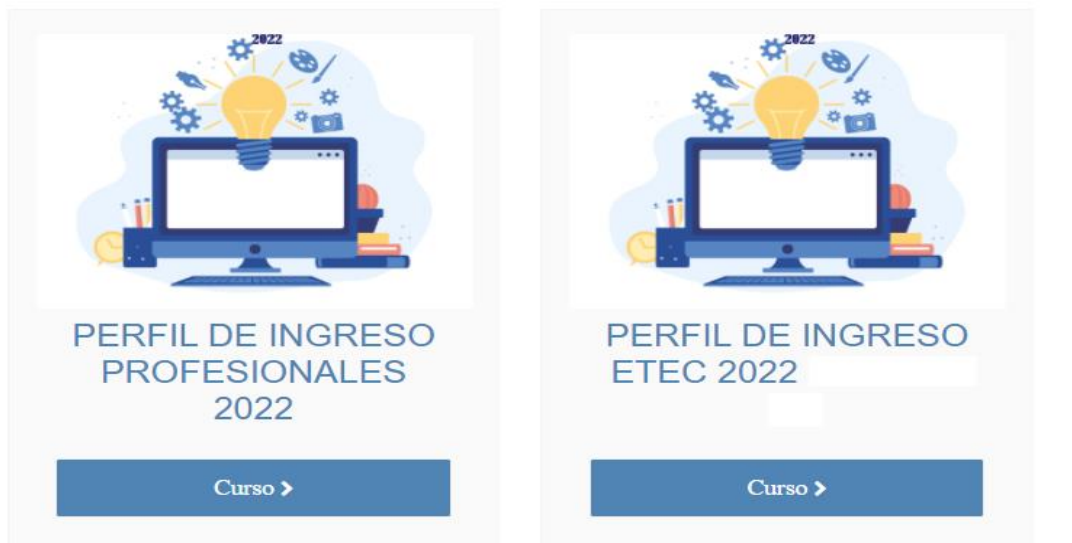 2022
PERFIL DE INGRESO
PROFESIONALES
2022
Curso
2022
PERFIL DE INGRESO
ETEC 2022
Curso